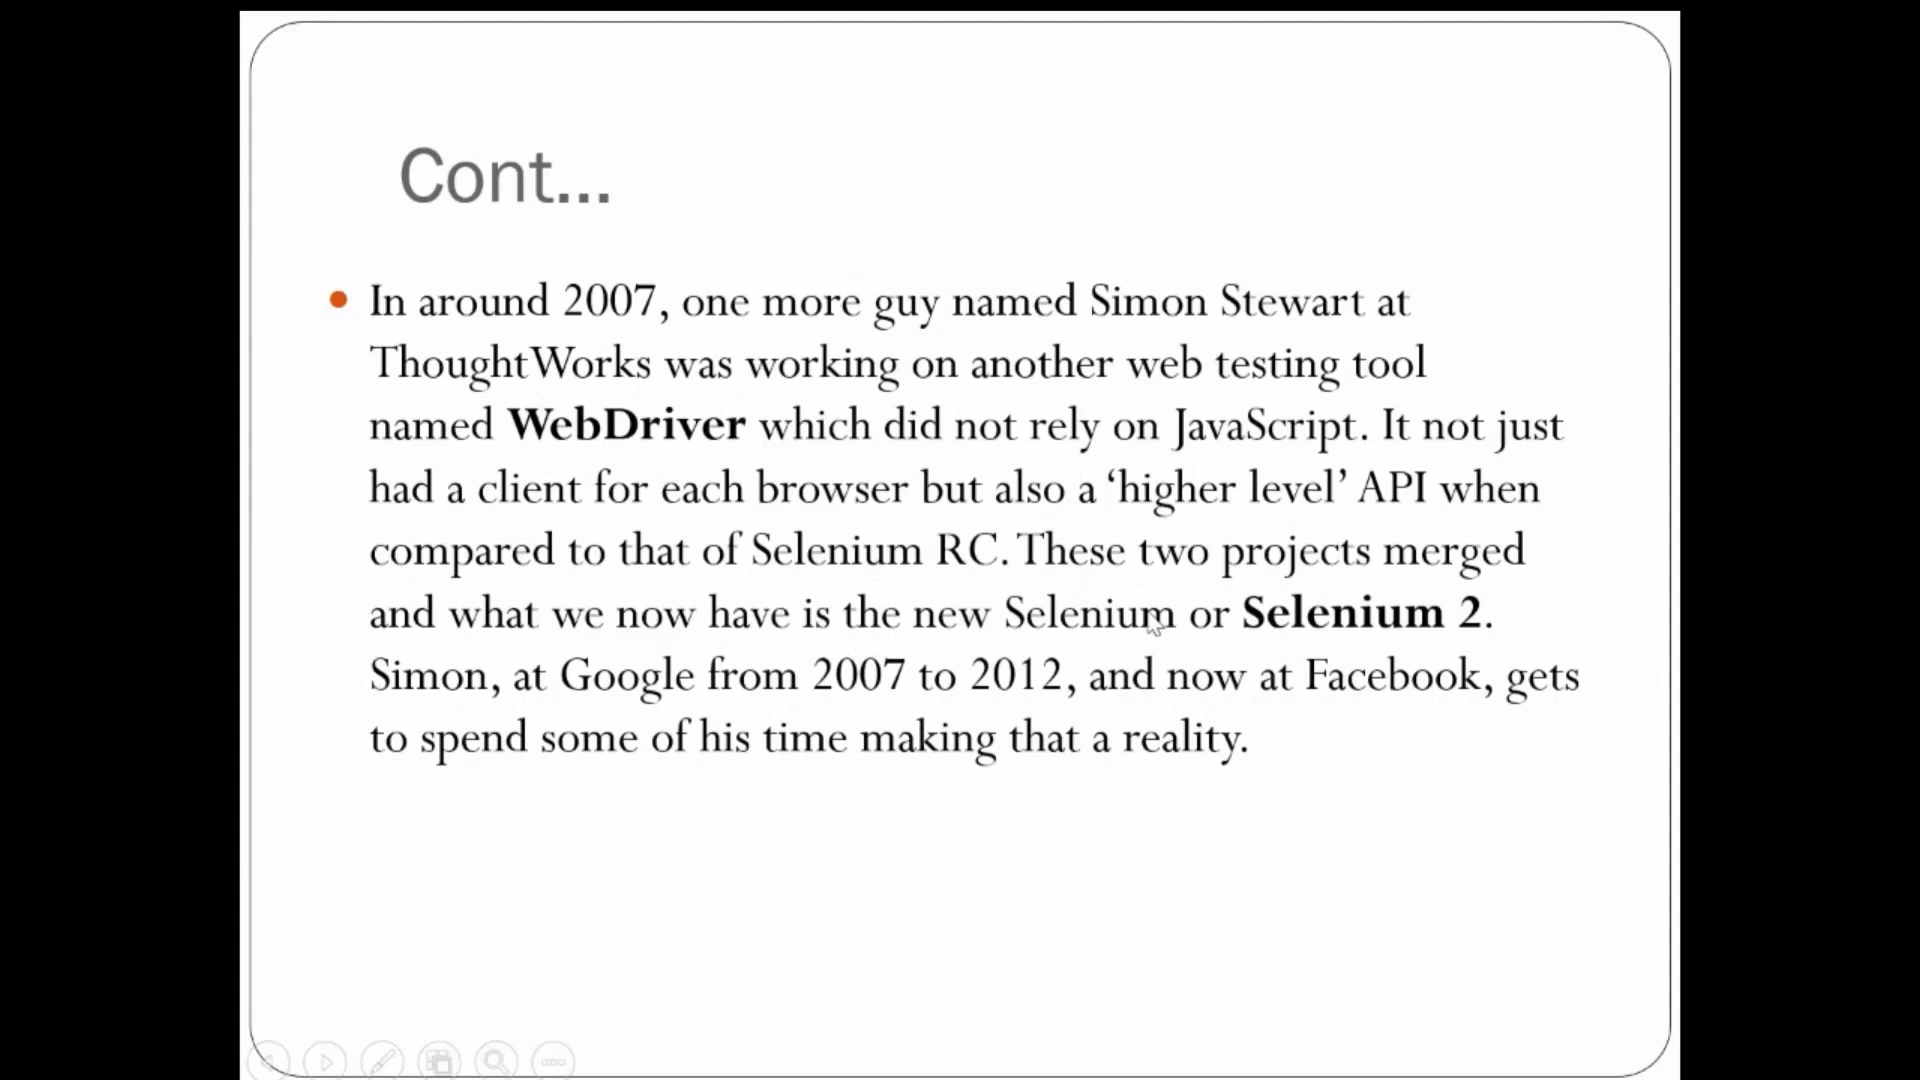 Cont...
In around 2007, one more guy named Simon Stewart at
ThoughtWorks was working on another web testing tool
named WebDriver which did not rely on JavaScript. It not just
had a client for each browser but also a ‘higher level’ API when
compared to that of Selenium RC. These two projects merged
and what we now have is the new Selenium or Selenium 2.
Simon, at Google from 2007 to 2012, and now at Facebook, gets
to spend some of his time making that a reality.